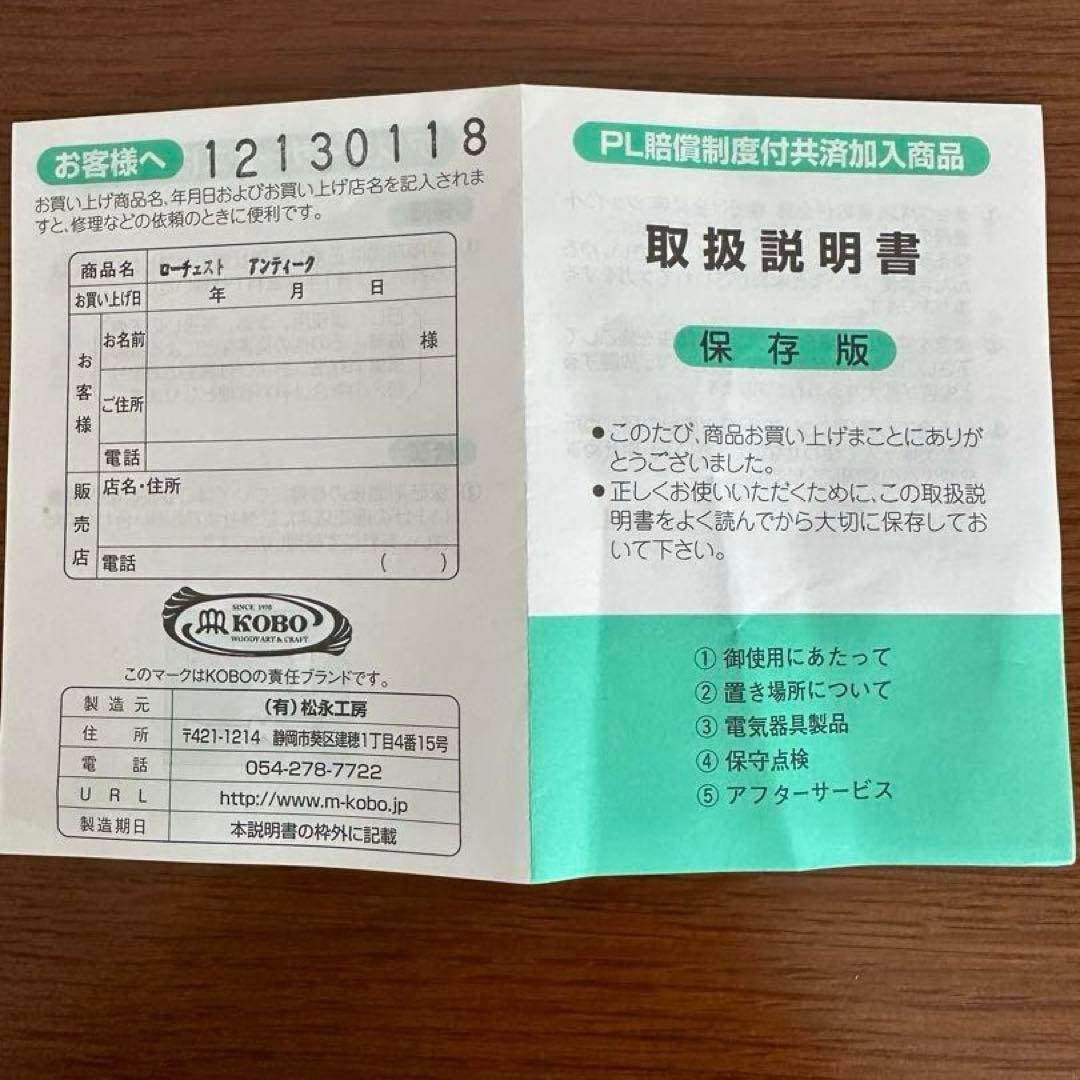 お客様へ 12130118
お買い上げ商品名、年月日およびお買い上げ店名を記入されま
すと、修理などの依頼のときに便利です。
商品名 ローチェスト アンティーク
お買い上げ日 年 月 日
お客様
お名前 様
ご住所
電話
販売店
店名・住所
電話 ( )
SINCE 1970
KOBO
WOODY ART & CRAFT
このマークはKOBOの責任ブランドです。
製造元 (有)松永工房
住所 〒421-1214 静岡市葵区建穂1丁目4番15号
電話 054-278-7722
URL http://www.m-kobo.jp
製造期日 本説明書の枠外に記載
PL賠償制度付共済加入商品
取扱説明書
保存版
●このたび、商品お買い上げまことにありが
とうございました。
●正しくお使いいただくために、この取扱説
明書をよく読んでから大切に保存してお
いて下さい。
① 御使用にあたって
② 置き場所について
③ 電気器具製品
④ 保守点検
⑤ アフターサービス